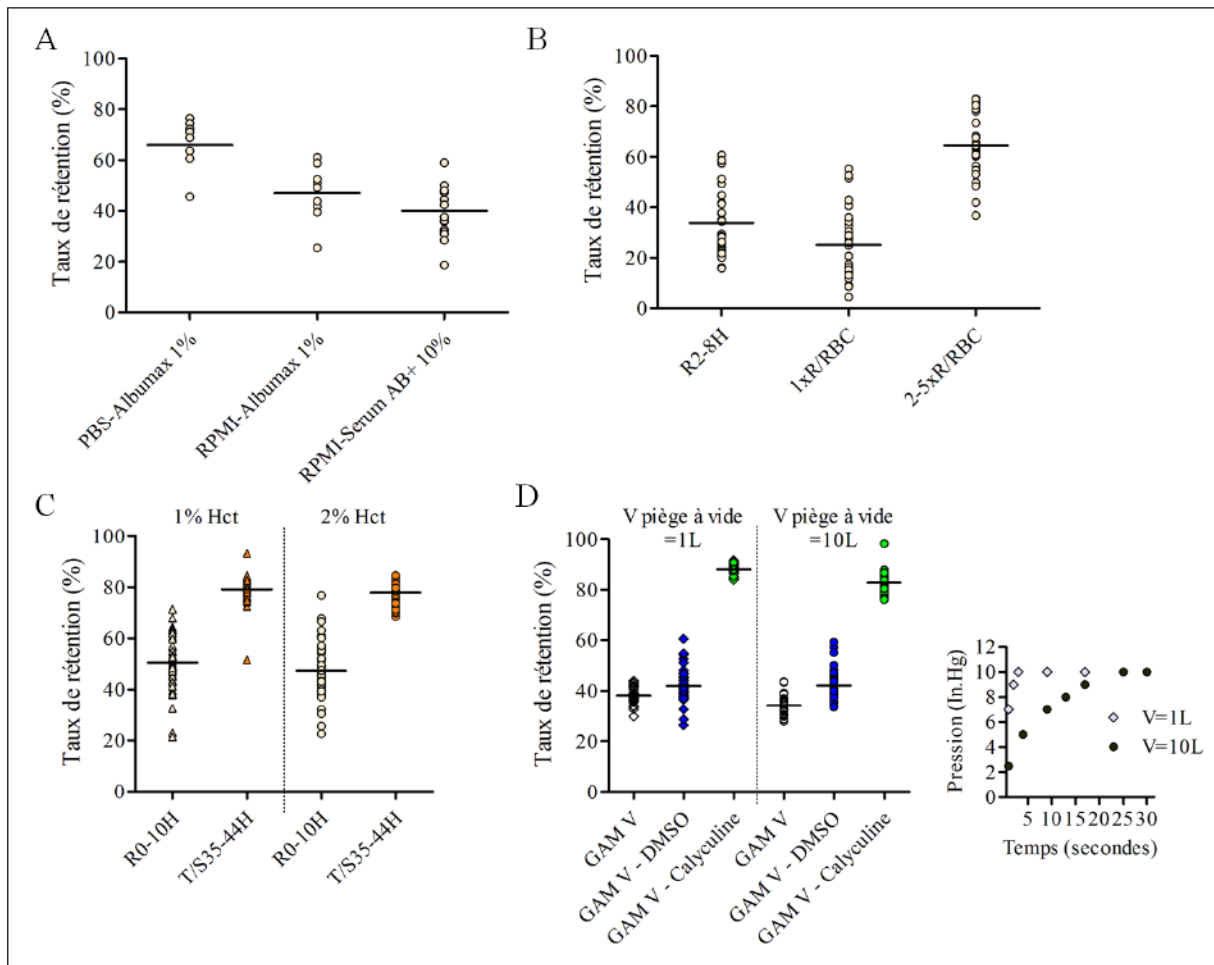 A
Taux de rétention (%)
100
80
60
40
20
0
PBS-Albumax 1%
RPMI-Albumax 1%
RPMI-Serum AB+ 10%
B
Taux de rétention (%)
100
80
60
40
20
0
R2-8H
1xR/RBC
2-5xR/RBC
C
1% Hct
2% Hct
Taux de rétention (%)
100
80
60
40
20
0
R0-10H
T/S35-44H
R0-10H
T/S35-44H
D
V piège à vide
=1L
V piège à vide
=10L
Taux de rétention (%)
100
80
60
40
20
0
GAM V
GAM V - DMSO
GAM V - Calyculine
GAM V
GAM V - DMSO
GAM V - Calyculine
Pression (In.Hg)
12
10
8
6
4
2
0
V=1L
V=10L
5 10 15 20 25 30
Temps (secondes)